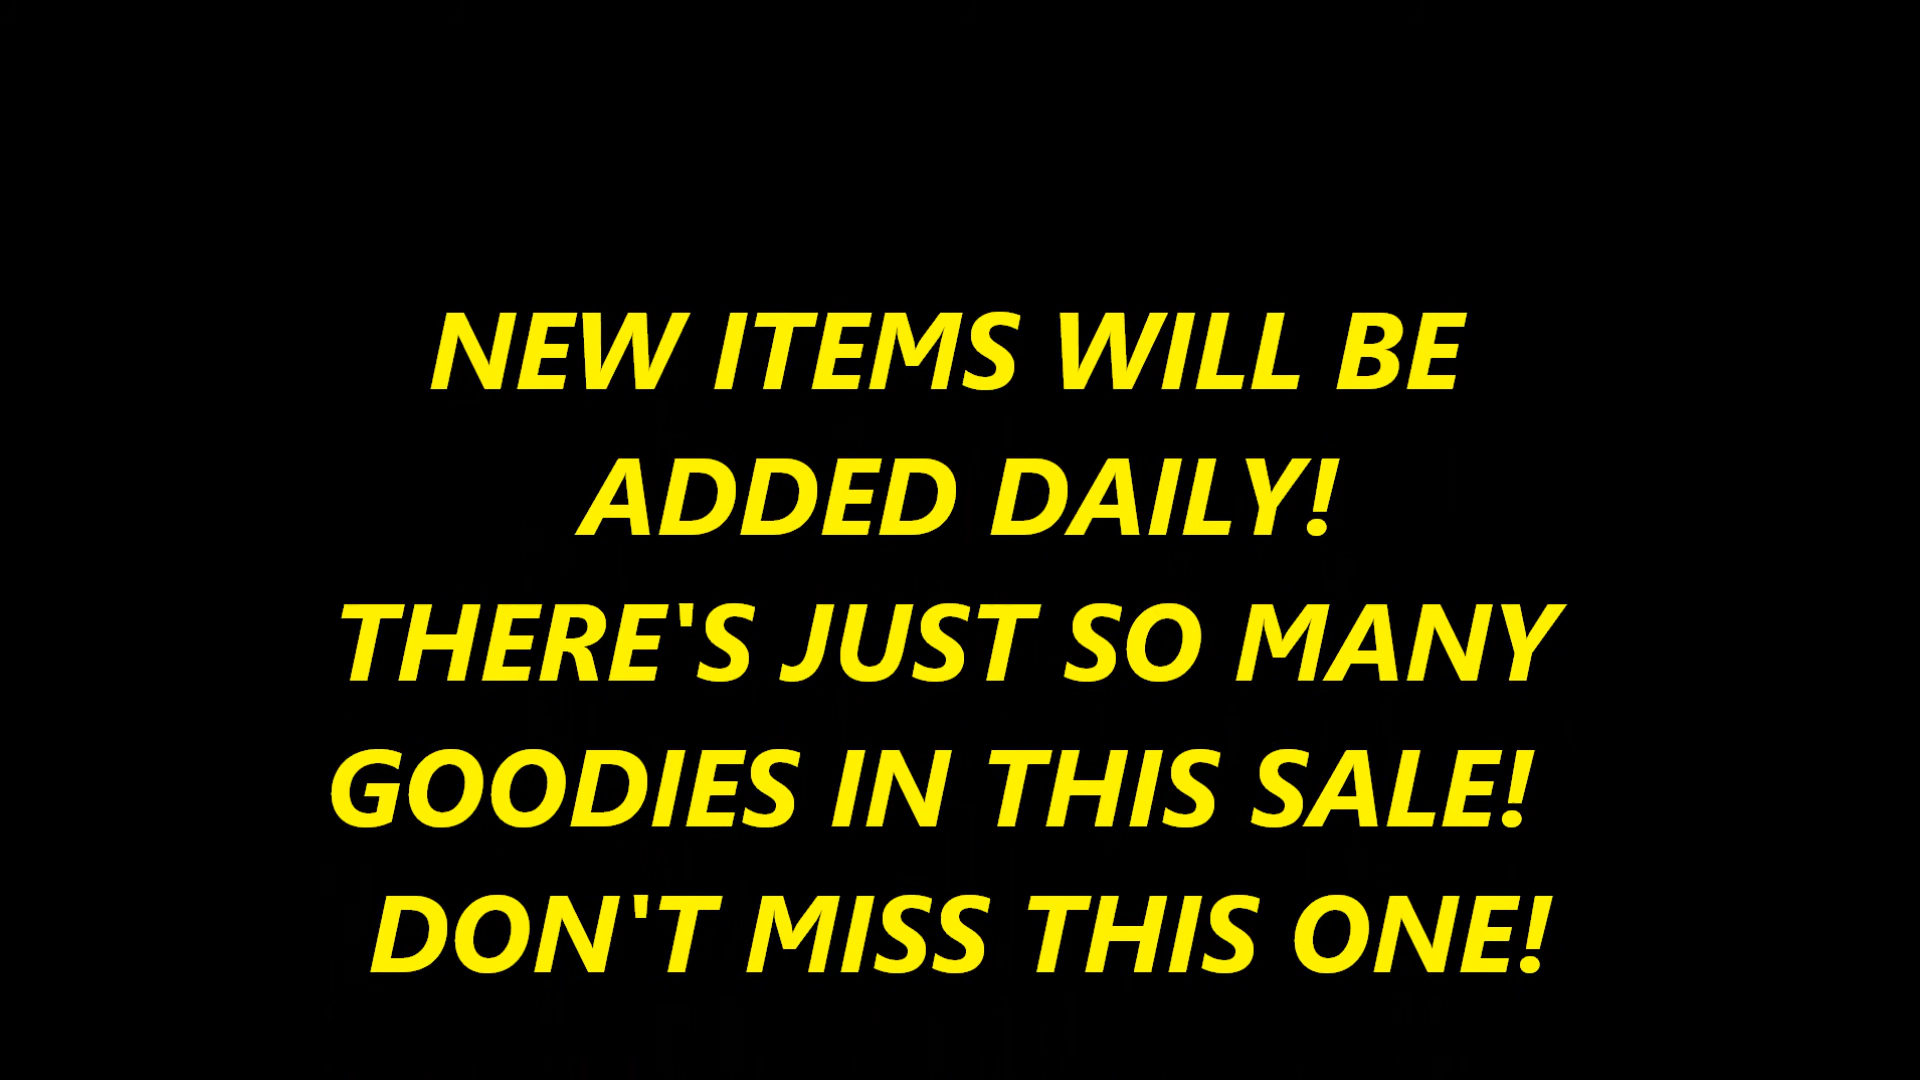 NEW ITEMS WILL BE
ADDED DAILY!
THERE'S JUST SO MANY
GOODIES IN THIS SALE!
DON'T MISS THIS ONE!